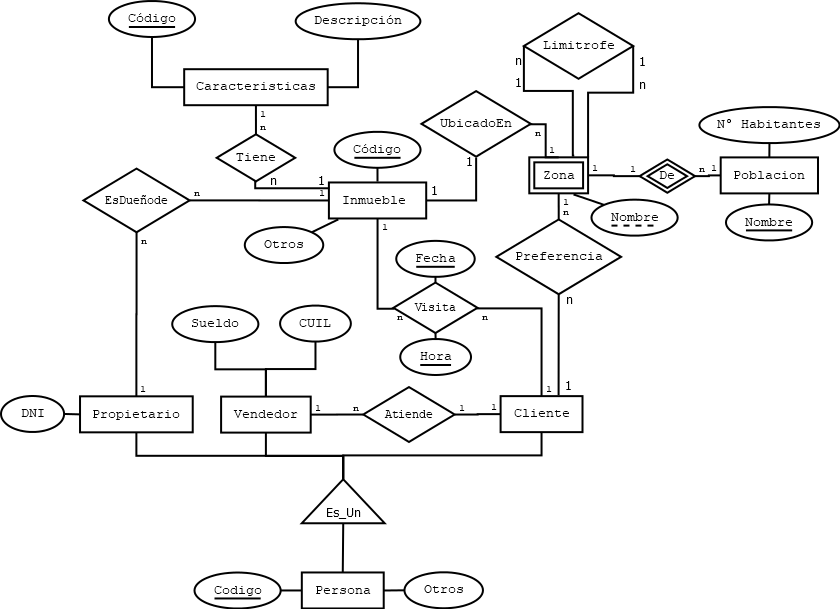 Código
Descripción
Caracteristicas
1
n
Tiene
n
1
Limitrofe
n
1
1
n
UbicadoEn
n
1
1
1
Código
Inmueble
EsDueñode
n
1
n
1
Otros
1
Zona
1
1
De
n
1
Nº Habitantes
Poblacion
Nombre
Nombre
1
n
Preferencia
n
1
Fecha
Visita
n
n
1
Hora
Sueldo
CUIL
DNI
Propietario
Vendedor
1
n
Atiende
1
1
Cliente
Es_Un
Codigo
Persona
Otros